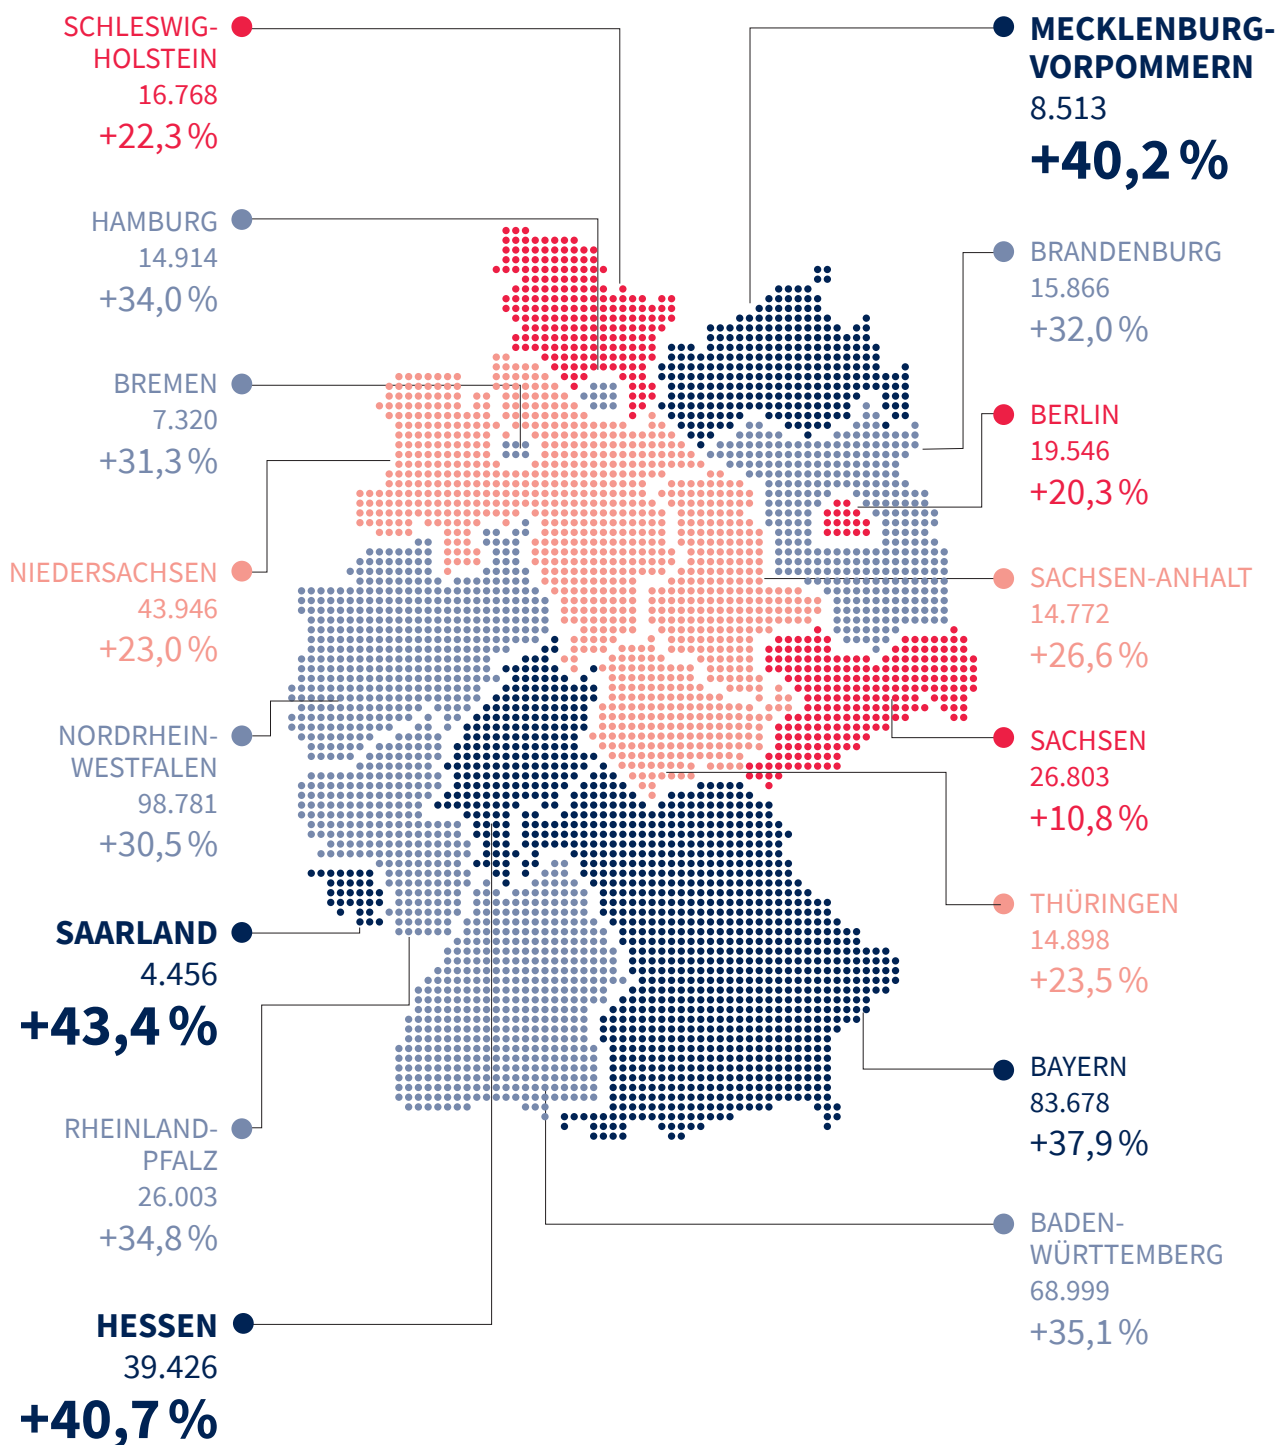 SCHLESWIG-
HOLSTEIN
16.768
+22,3 %
HAMBURG
14.914
+34,0 %
BREMEN
7.320
+31,3 %
NIEDERSACHSEN
43.946
+23,0 %
NORDRHEIN-
WESTFALEN
98.781
+30,5 %
SAARLAND
4.456
+43,4 %
RHEINLAND-
PFALZ
26.003
+34,8 %
HESSEN
39.426
+40,7 %
MECKLENBURG-
VORPOMMERN
8.513
+40,2 %
BRANDENBURG
15.866
+32,0 %
BERLIN
19.546
+20,3 %
SACHSEN-ANHALT
14.772
+26,6 %
SACHSEN
26.803
+10,8 %
THÜRINGEN
14.898
+23,5 %
BAYERN
83.678
+37,9 %
BADEN-
WÜRTTEMBERG
68.999
+35,1 %